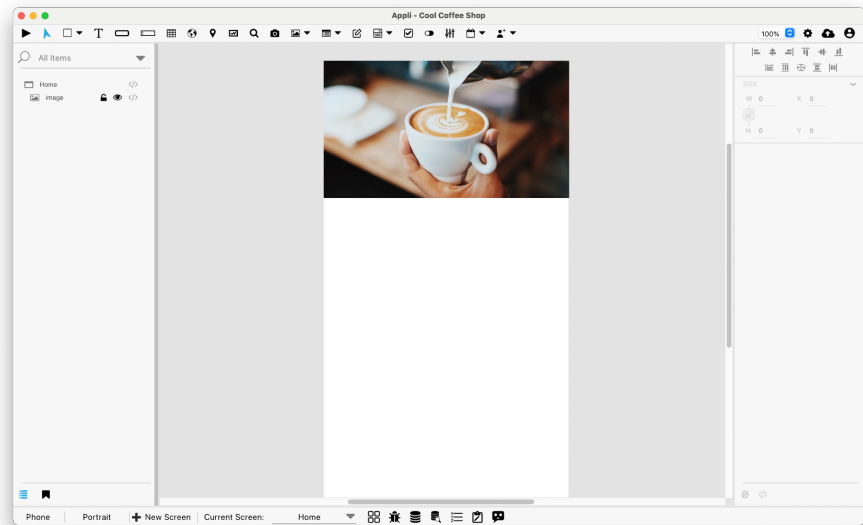 Appli - Cool Coffee Shop
T
100%
All Items
Home </>
image </>
SIZE
W 0 X 0
H 0 Y 0
</>
Phone Portrait New Screen Current Screen: Home